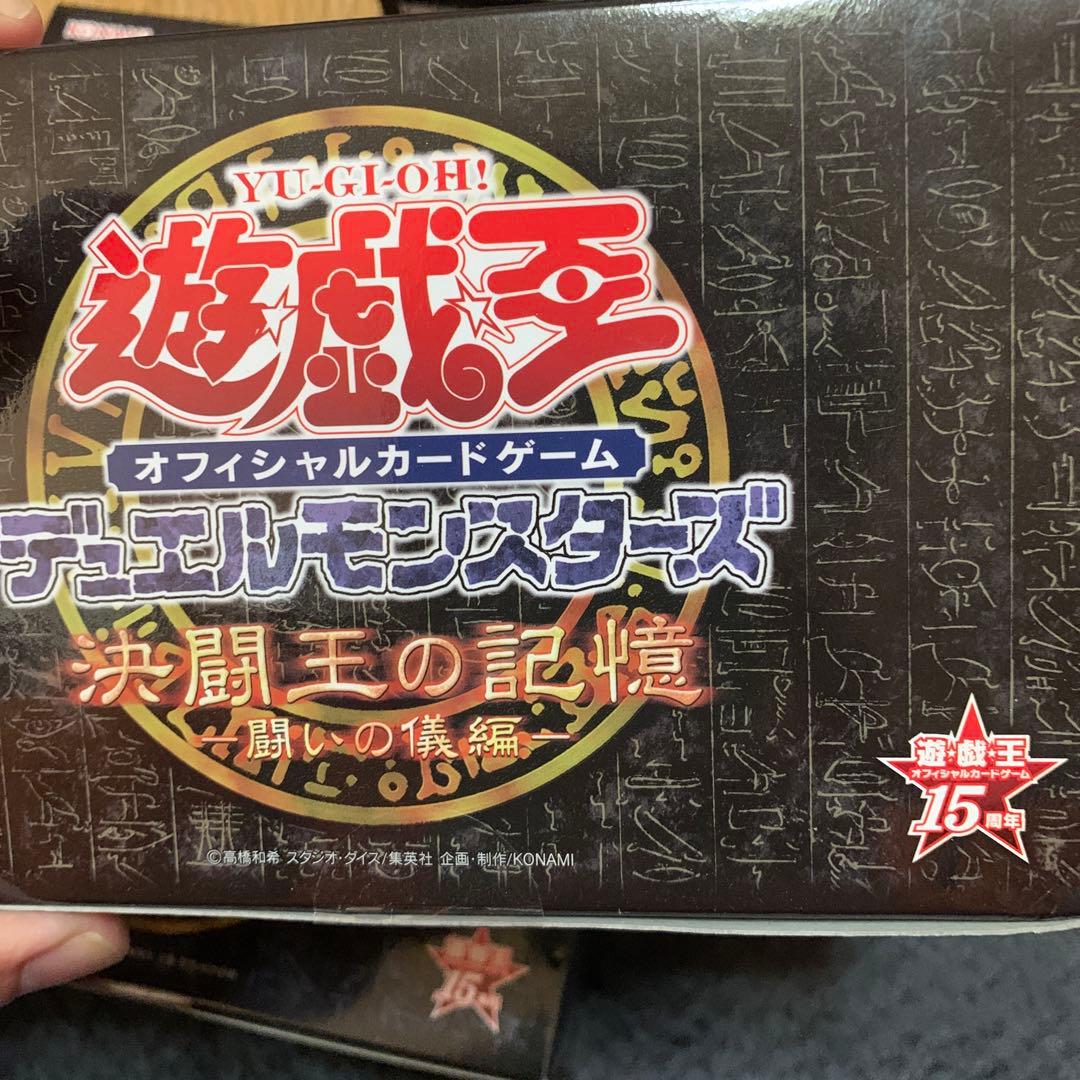 YU-GI-OH!
遊☆戯☆王
オフィシャルカードゲーム
デュエルモンスターズ
決闘王の記憶
ー闘いの儀編ー
遊☆戯☆王
オフィシャルカードゲーム
15周年
©高橋和希 スタジオ・ダイス/集英社 企画・制作/KONAMI
15